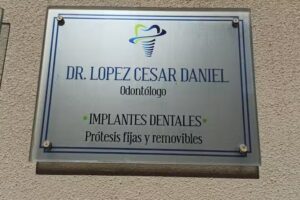 DR. LOPEZ CESAR DANIEL
Odontólogo
•IMPLANTES DENTALES•
Prótesis fijas y removibles